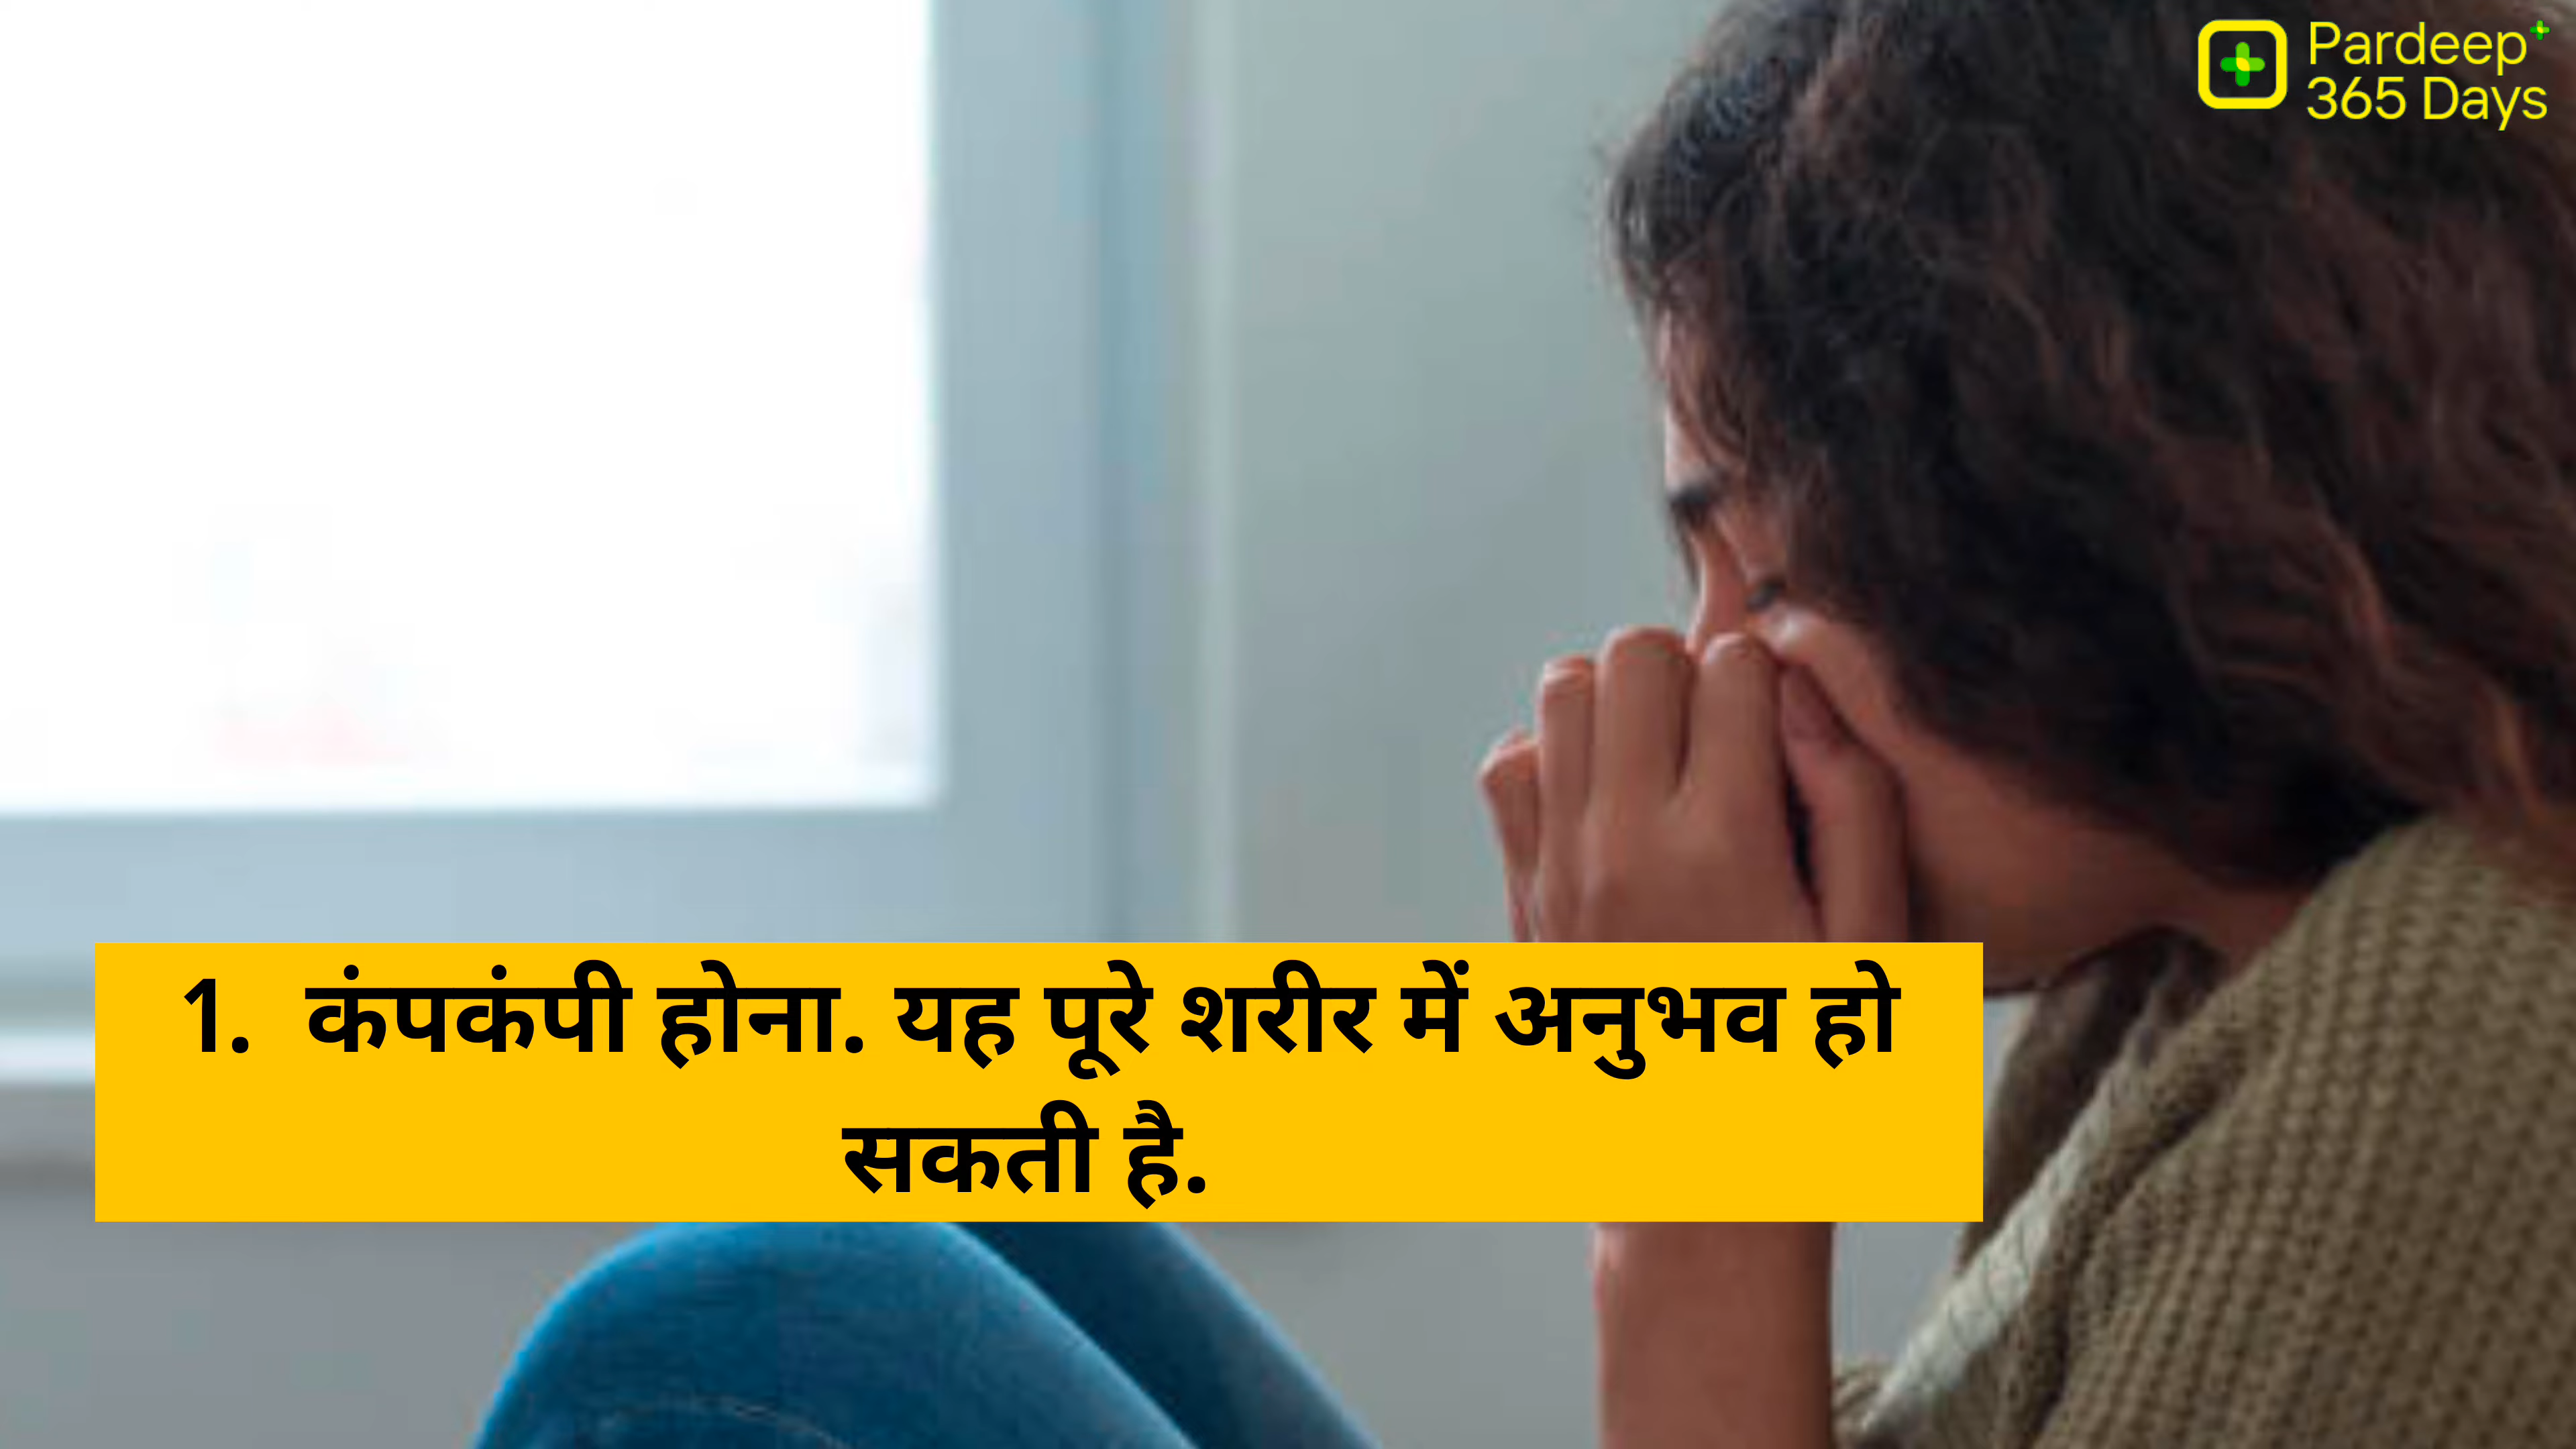 Pardeep
365 Days
1. कंपकंपी होना. यह पूरे शरीर में अनुभव हो
सकती है.